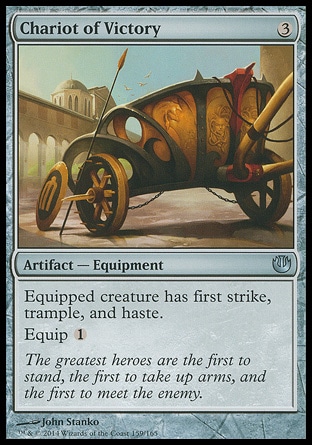 Chariot of Victory 3
Artifact — Equipment
Equipped creature has first strike,
trample, and haste.
Equip 1
The greatest heroes are the first to
stand, the first to take up arms, and
the first to meet the enemy.
John Stanko
™ & © 2014 Wizards of the Coast 159/165